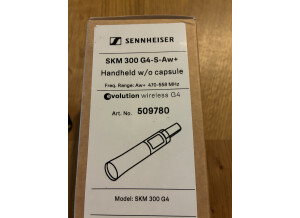 SENNHEISER
SKM 300 G4-S-Aw+
Handheld w/o capsule
Freq. Range: Aw+ 470-558 MHz
evolution wireless G4
Art. No. 509780
Model: SKM 300 G4